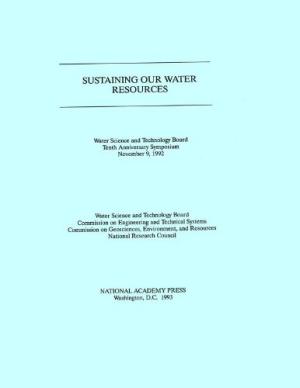 SUSTAINING OUR WATER
RESOURCES
Water Science and Technology Board
Tenth Anniversary Symposium
November 9, 1992
Water Science and Technology Board
Commission on Engineering and Technical Systems
Commission on Geosciences, Environment, and Resources
National Research Council
NATIONAL ACADEMY PRESS
Washington, D.C. 1993